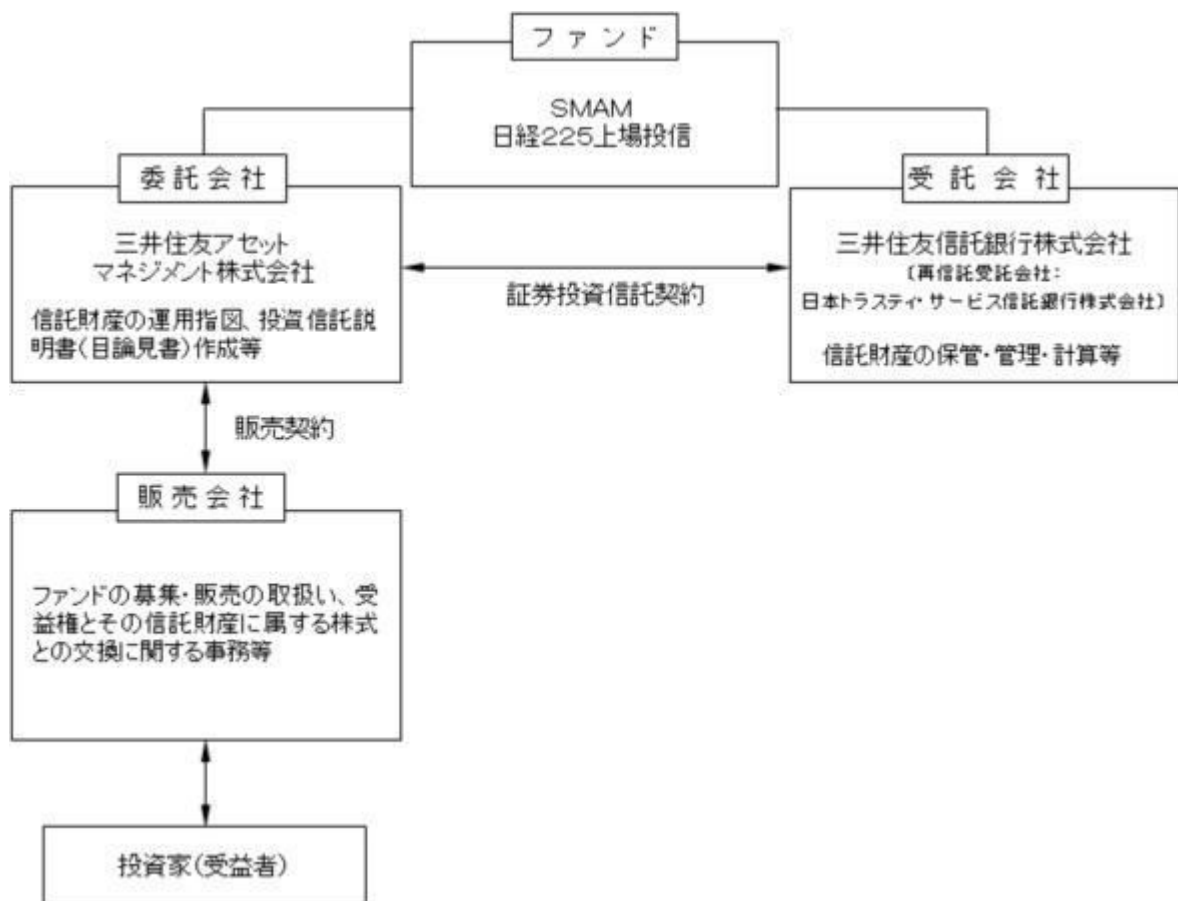 ファンド
SMAM
日経225上場投信
委託会社
三井住友アセット
マネジメント株式会社
信託財産の運用指図、投資信託説
明書(目論見書)作成等
証券投資信託契約
受託会社
三井住友信託銀行株式会社
〔再信託受託会社:
日本トラスティ・サービス信託銀行株式会社〕
信託財産の保管・管理・計算等
販売契約
販売会社
ファンドの募集・販売の取扱い、受
益権とその信託財産に属する株式
との交換に関する事務等
投資家(受益者)